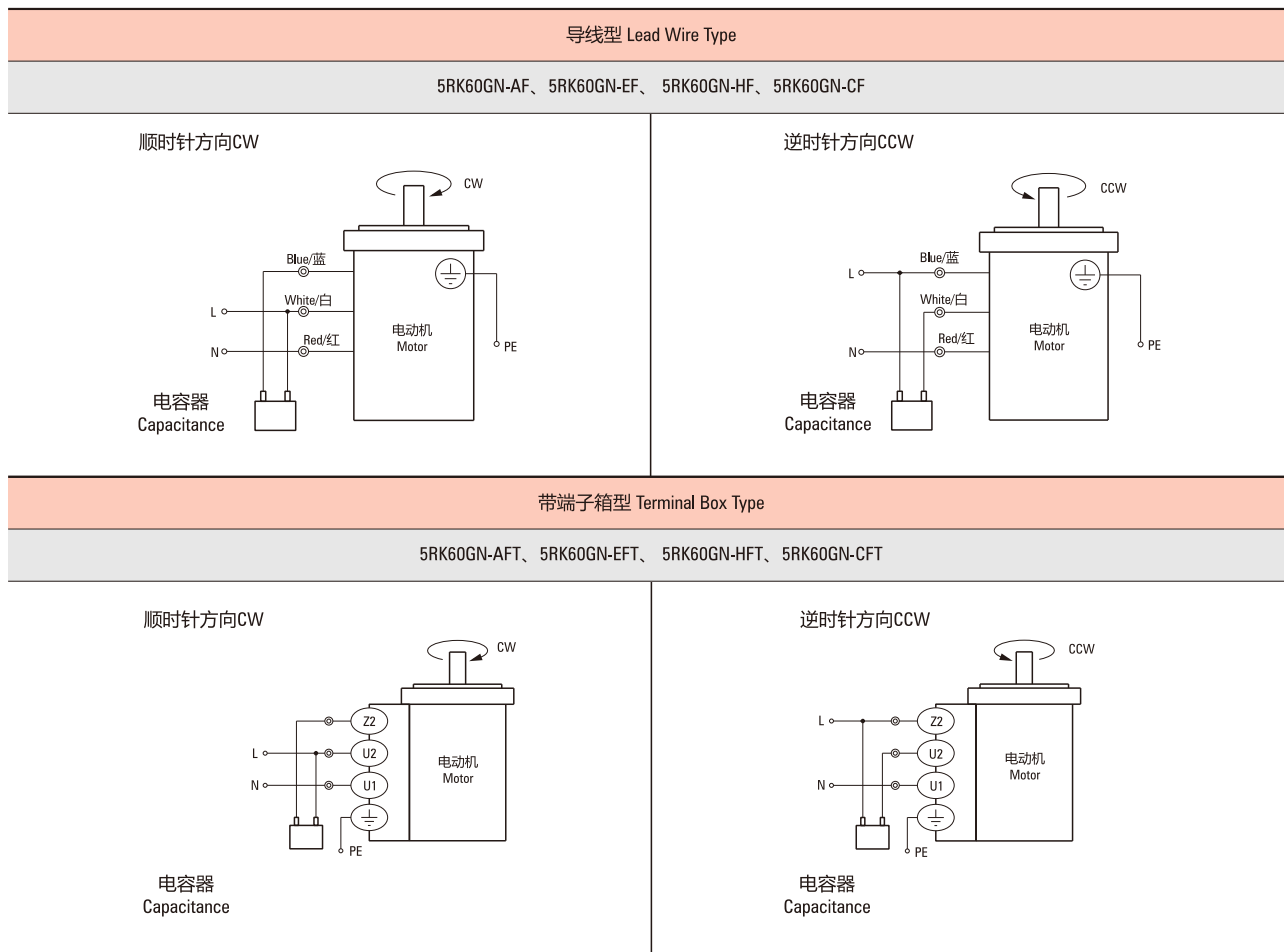 导线型 Lead Wire Type
5RK60GN-AF、5RK60GN-EF、 5RK60GN-HF、5RK60GN-CF
顺时针方向CW
CW
Blue/蓝
White/白
L
Red/红
N
电动机
Motor
PE
电容器
Capacitance
逆时针方向CCW
CCW
Blue/蓝
L
White/白
Red/红
N
电动机
Motor
PE
电容器
Capacitance
带端子箱型 Terminal Box Type
5RK60GN-AFT、5RK60GN-EFT、 5RK60GN-HFT、5RK60GN-CFT
顺时针方向CW
CW
Z2
L
U2
N
U1
电动机
Motor
PE
电容器
Capacitance
逆时针方向CCW
CCW
L
Z2
U2
N
U1
电动机
Motor
PE
电容器
Capacitance